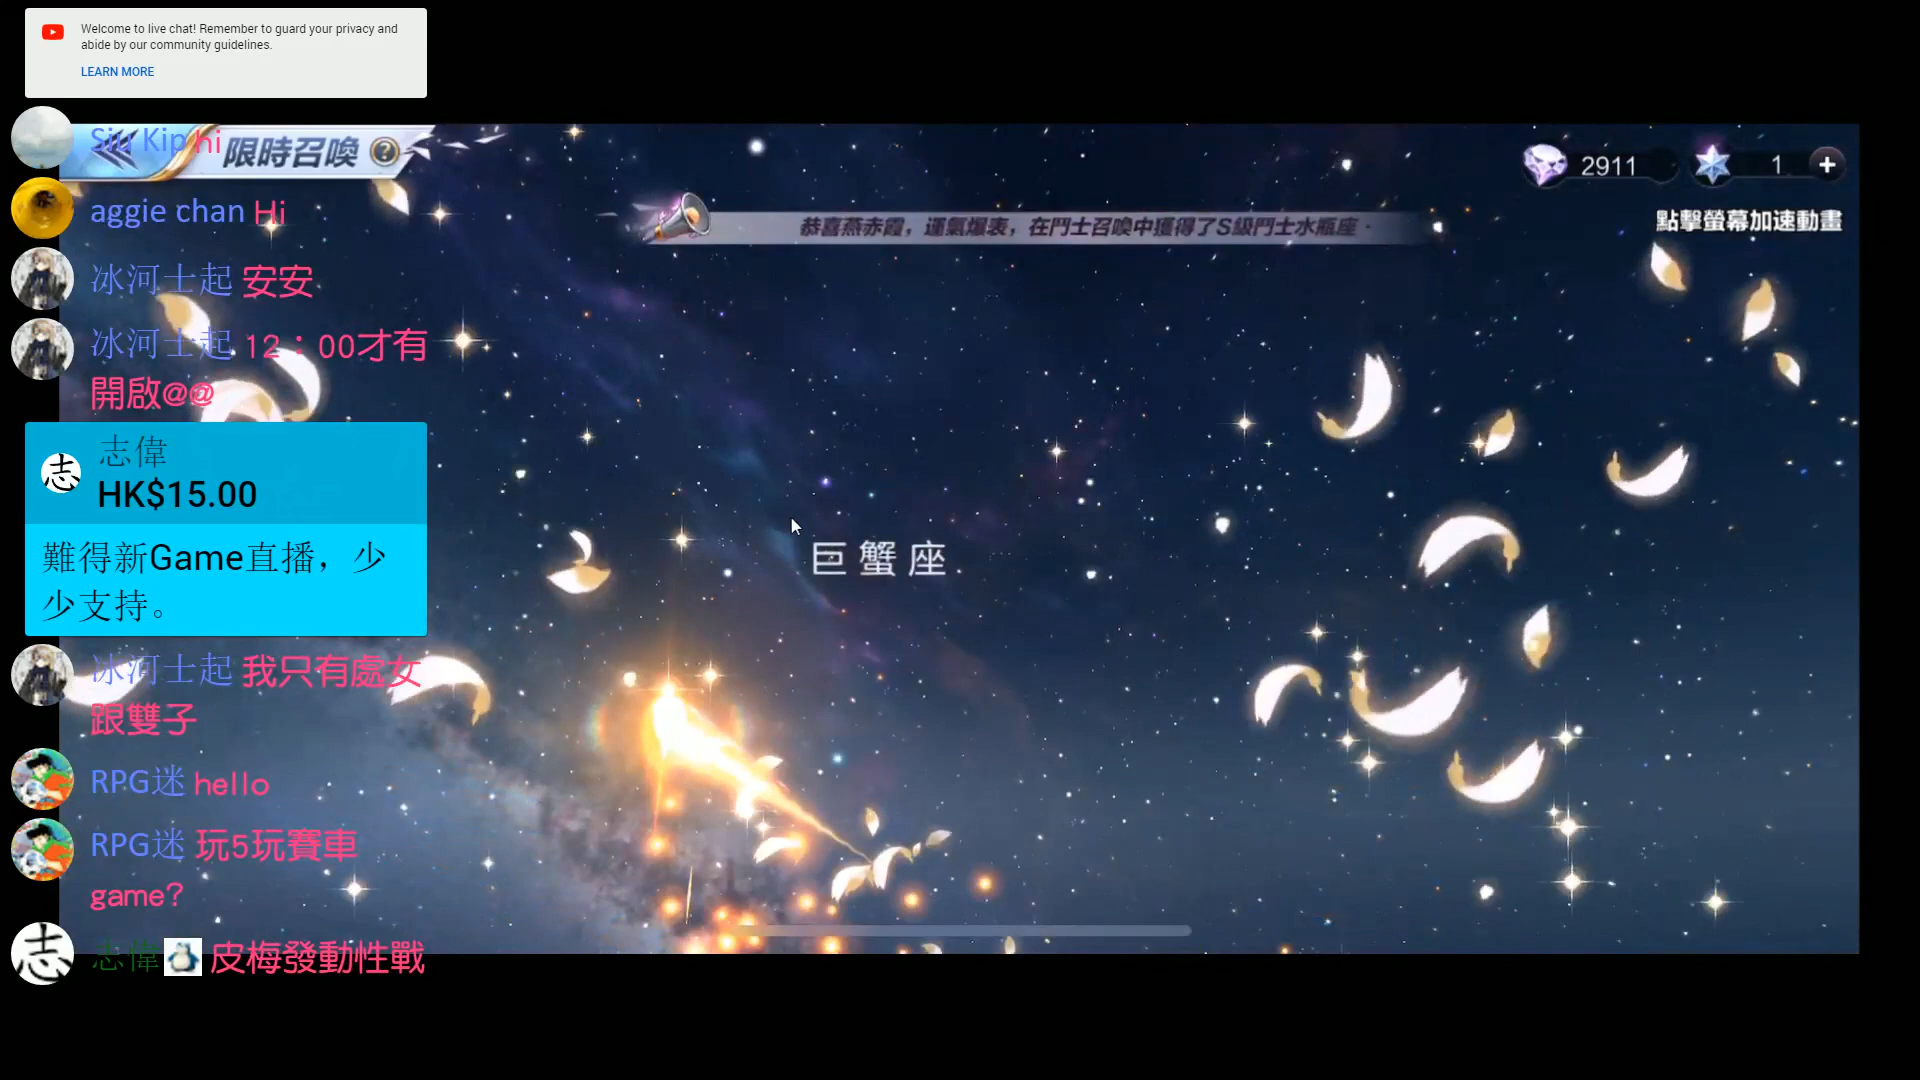 Welcome to live chat! Remember to guard your privacy and
abide by our community guidelines.
LEARN MORE
Siu Kip hi
aggie chan Hi
冰河士起 安安
冰河士起 12：00才有
開啟@@
志
志偉
HK$15.00
難得新Game直播，少
少支持。
冰河士起 我只有處女
跟雙子
RPG迷 hello
RPG迷 玩5玩賽車
game?
志
志偉 皮梅發動性戰
限時召喚 ?
2911
1 +
恭喜燕赤霞，運氣爆表，在鬥士召喚中獲得了S級鬥士水瓶座·
點擊螢幕加速動畫
巨蟹座